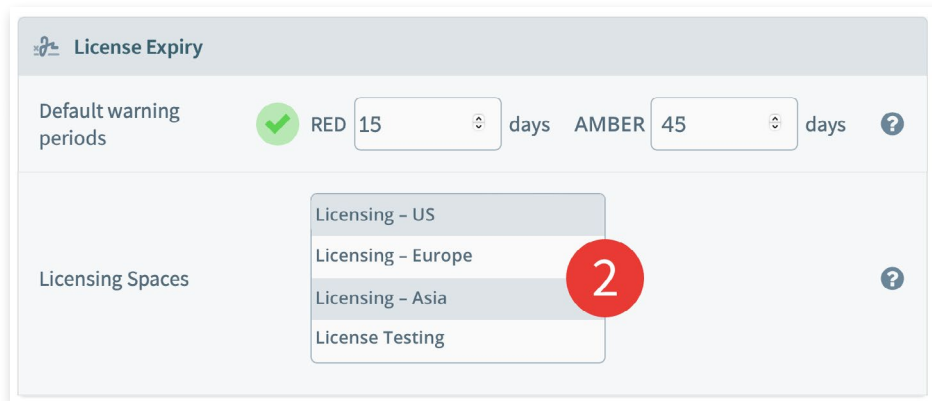 License Expiry
Default warning
periods
RED 15 days AMBER 45 days ?
Licensing – US
Licensing – Europe
Licensing Spaces
Licensing – Asia
License Testing
2
?